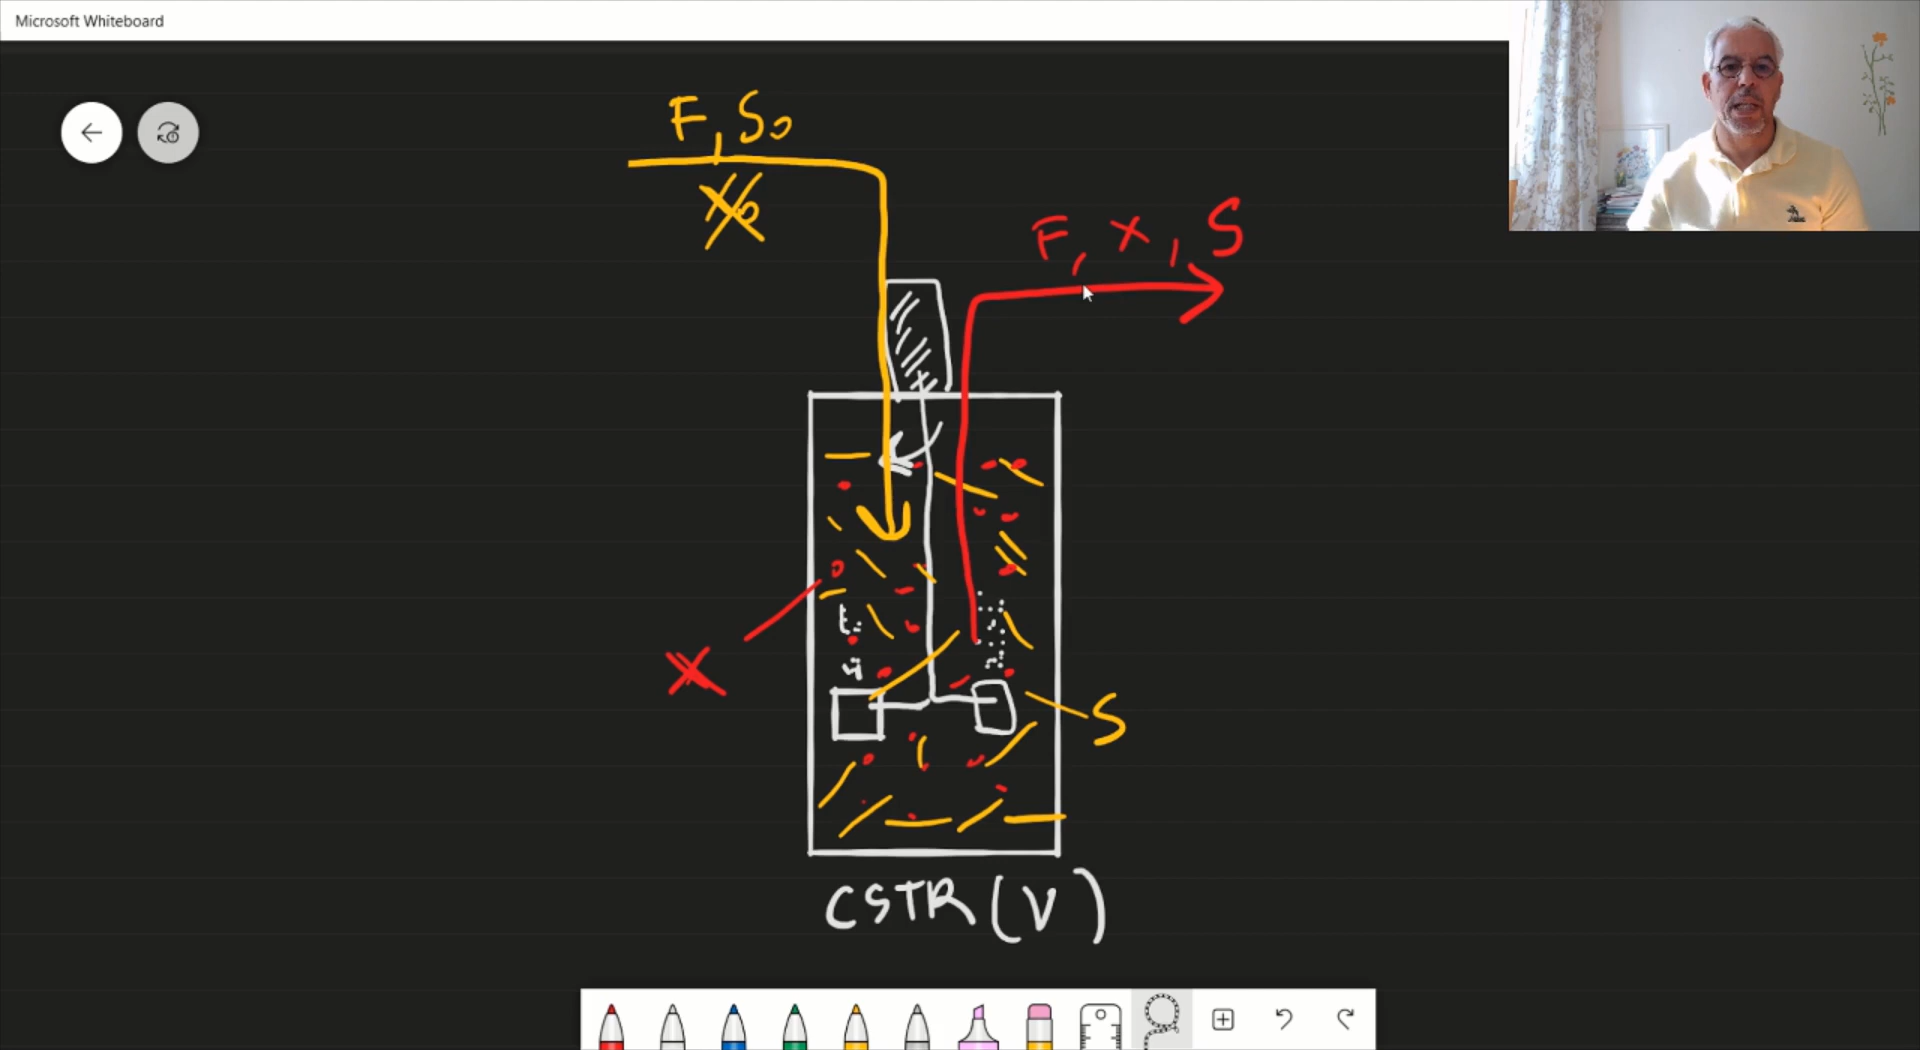 Microsoft Whiteboard
F, S₀
X₀
F, X, S
X
S
CSTR (V)